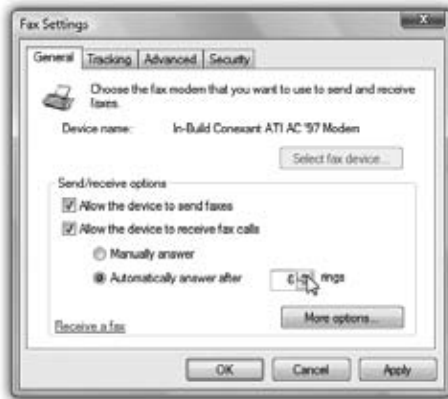 Fax Settings
General Tracking Advanced Security
Choose the fax modem that you want to use to send and receive
faxes.
Device name: In-Build Conexant ATI AC '97 Modem
Select fax device...
Send/receive options
Allow the device to send faxes
Allow the device to receive fax calls
Manually answer
Automatically answer after 6 rings
More options...
Receive a fax
OK Cancel Apply